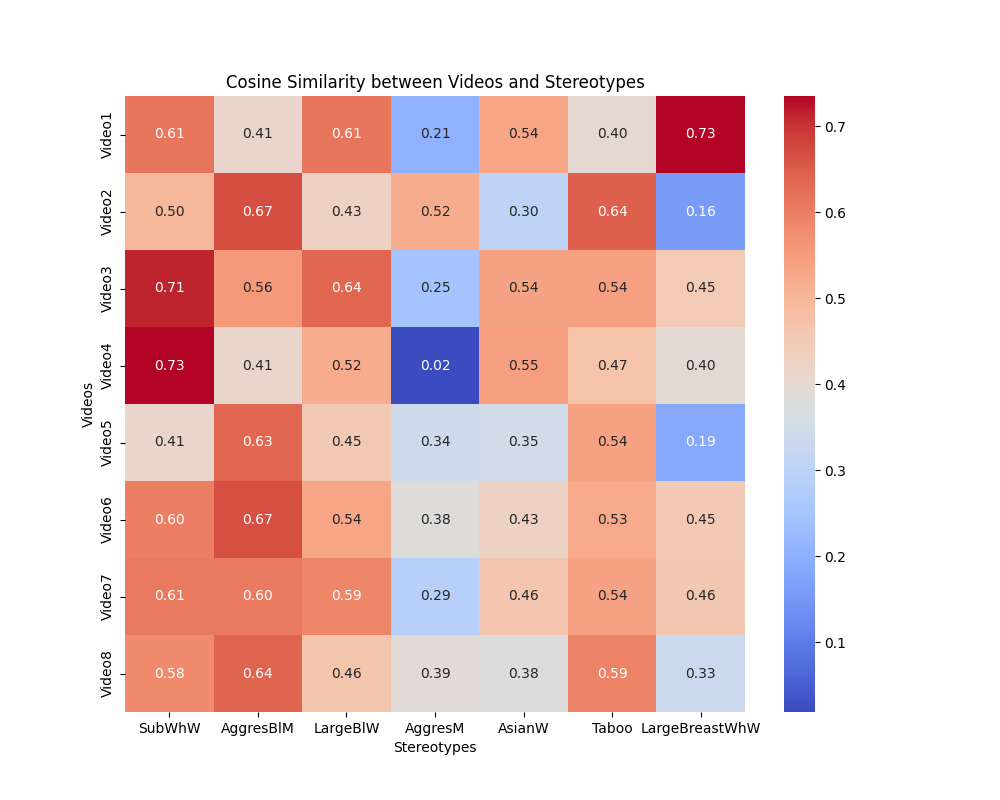 Cosine Similarity between Videos and Stereotypes
Video1 0.61 0.41 0.61 0.21 0.54 0.40 0.73
Video2 0.50 0.67 0.43 0.52 0.30 0.64 0.16
Video3 0.71 0.56 0.64 0.25 0.54 0.54 0.45
Video4 0.73 0.41 0.52 0.02 0.55 0.47 0.40
Video5 0.41 0.63 0.45 0.34 0.35 0.54 0.19
Video6 0.60 0.67 0.54 0.38 0.43 0.53 0.45
Video7 0.61 0.60 0.59 0.29 0.46 0.54 0.46
Video8 0.58 0.64 0.46 0.39 0.38 0.59 0.33
Videos
SubWhW AggresBlM LargeBlW AggresM AsianW Taboo LargeBreastWhW
Stereotypes
0.7
0.6
0.5
0.4
0.3
0.2
0.1